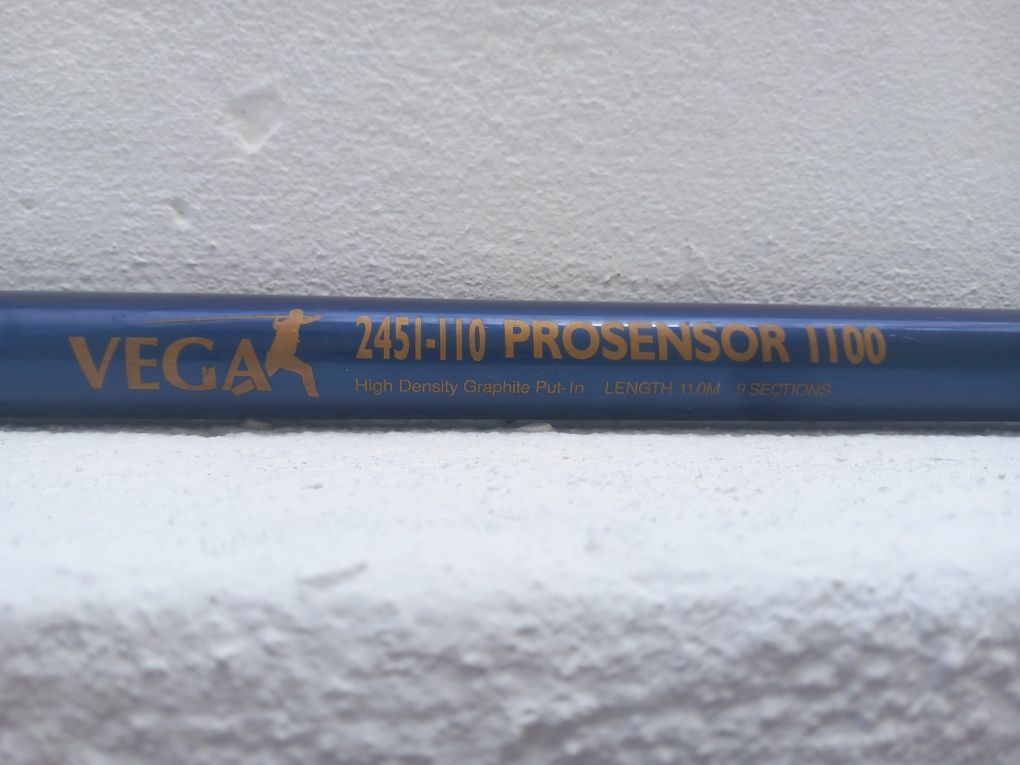 VEGA
2451-110 PROSENSOR 1100
High Density Graphite Put-In LENGTH 11.0M 9 SECTIONS